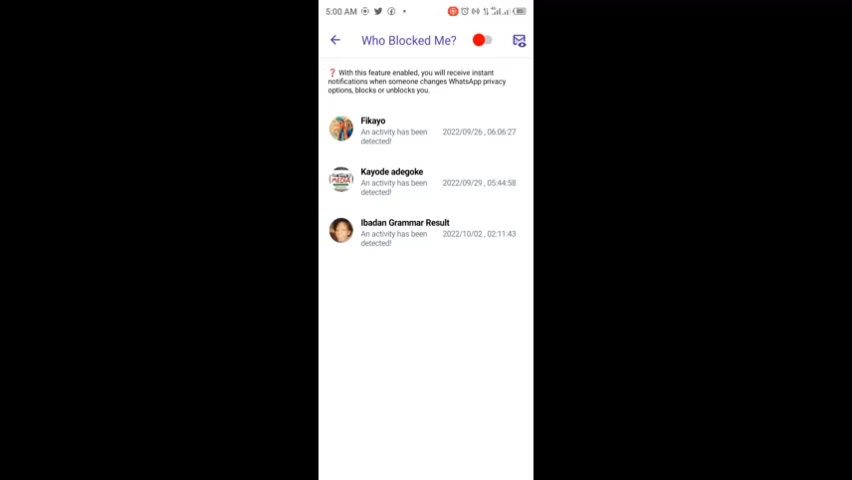 5:00 AM
Who Blocked Me?
❓ With this feature enabled, you will receive instant
notifications when someone changes WhatsApp privacy
options, blocks or unblocks you.
Fikayo
An activity has been
detected!
2022/09/26 , 06:06:27
Kayode adegoke
An activity has been
detected!
2022/09/29 , 05:44:58
MEDIA
Ibadan Grammar Result
An activity has been
detected!
2022/10/02 , 02:11:43